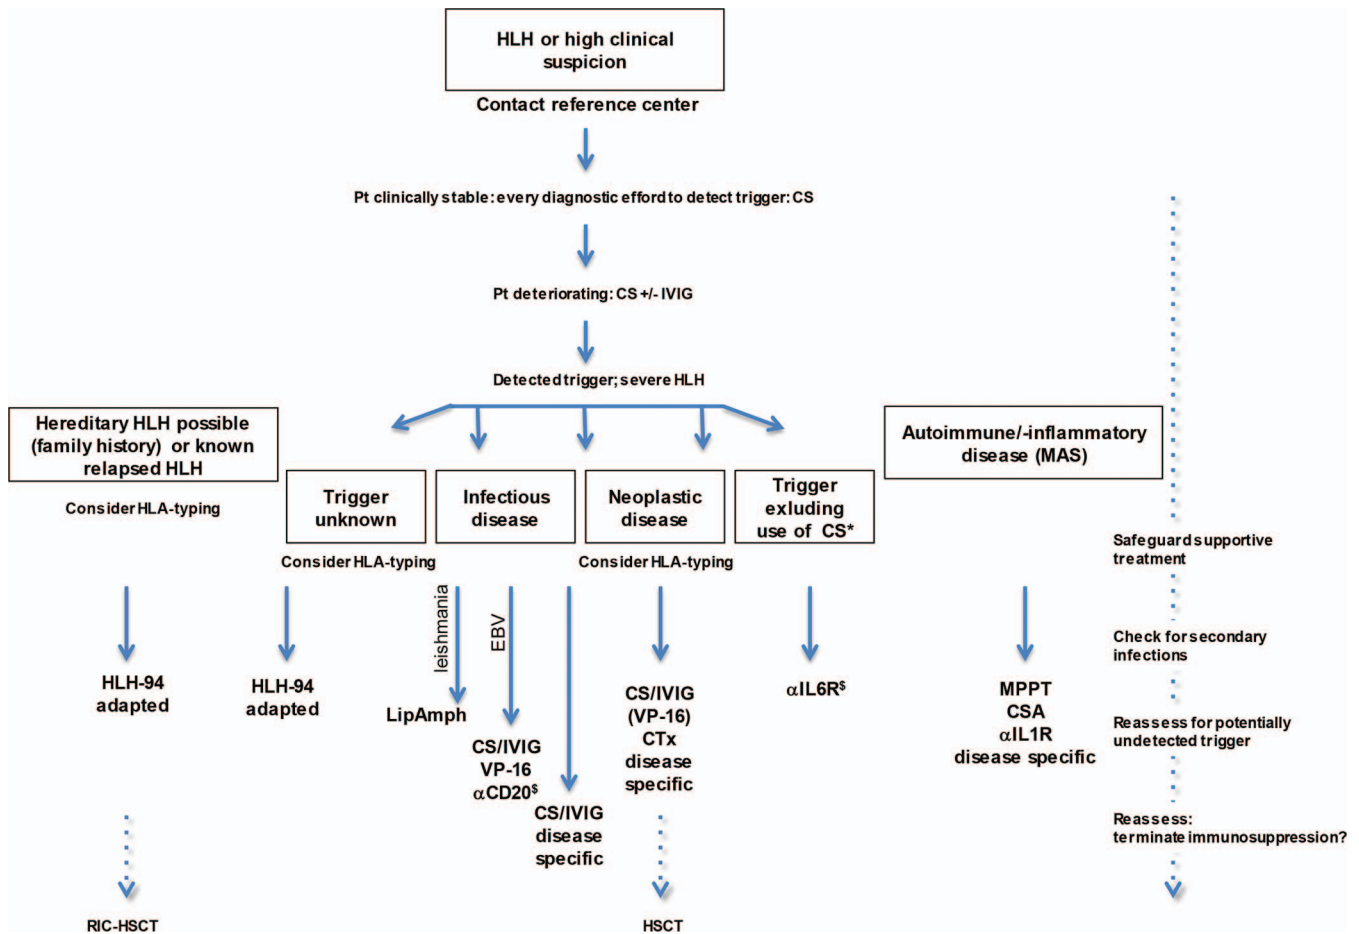 HLH or high clinical
suspicion
Contact reference center
Pt clinically stable: every diagnostic efford to detect trigger: CS
Pt deteriorating: CS +/- IVIG
Detected trigger; severe HLH
Hereditary HLH possible
(family history) or known
relapsed HLH
Consider HLA-typing
Trigger
unknown
Consider HLA-typing
Infectious
disease
Neoplastic
disease
Consider HLA-typing
Trigger
exluding
use of CS*
Autoimmune/-inflammatory
disease (MAS)
HLH-94
adapted
HLH-94
adapted
leishmania
LipAmph
EBV
CS/IVIG
VP-16
αCD20$
CS/IVIG
disease
specific
CS/IVIG
(VP-16)
CTx
disease
specific
αIL6R$
MPPT
CSA
αIL1R
disease specific
Safeguard supportive
treatment
Check for secondary
infections
Reassess for potentially
undetected trigger
Reassess:
terminate immunosuppression?
RIC-HSCT
HSCT